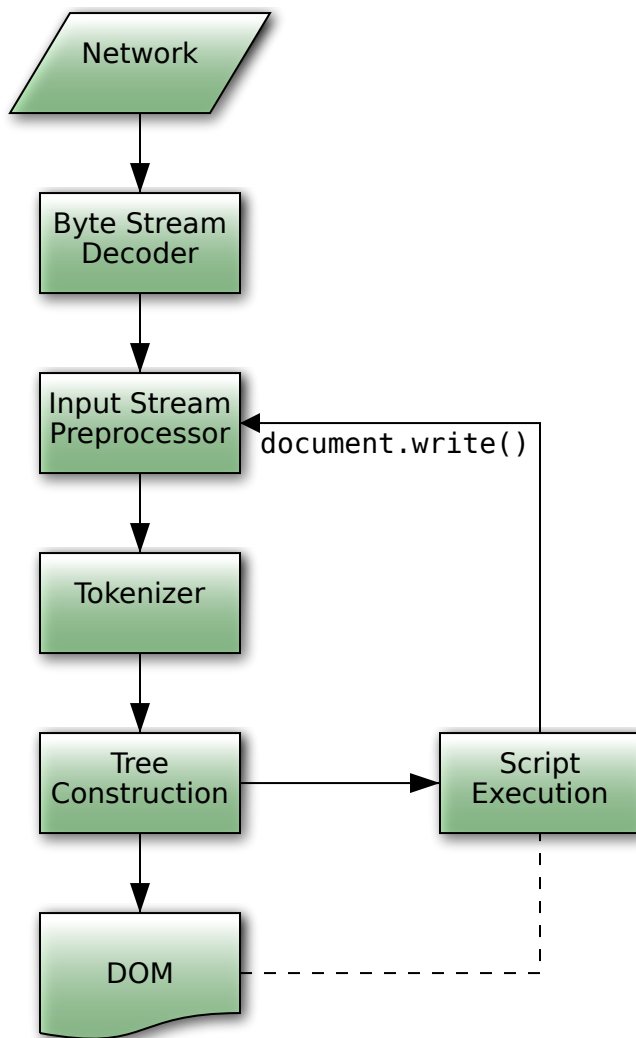 Network
Byte Stream
Decoder
Input Stream
Preprocessor
document.write()
Tokenizer
Tree
Construction
Script
Execution
DOM